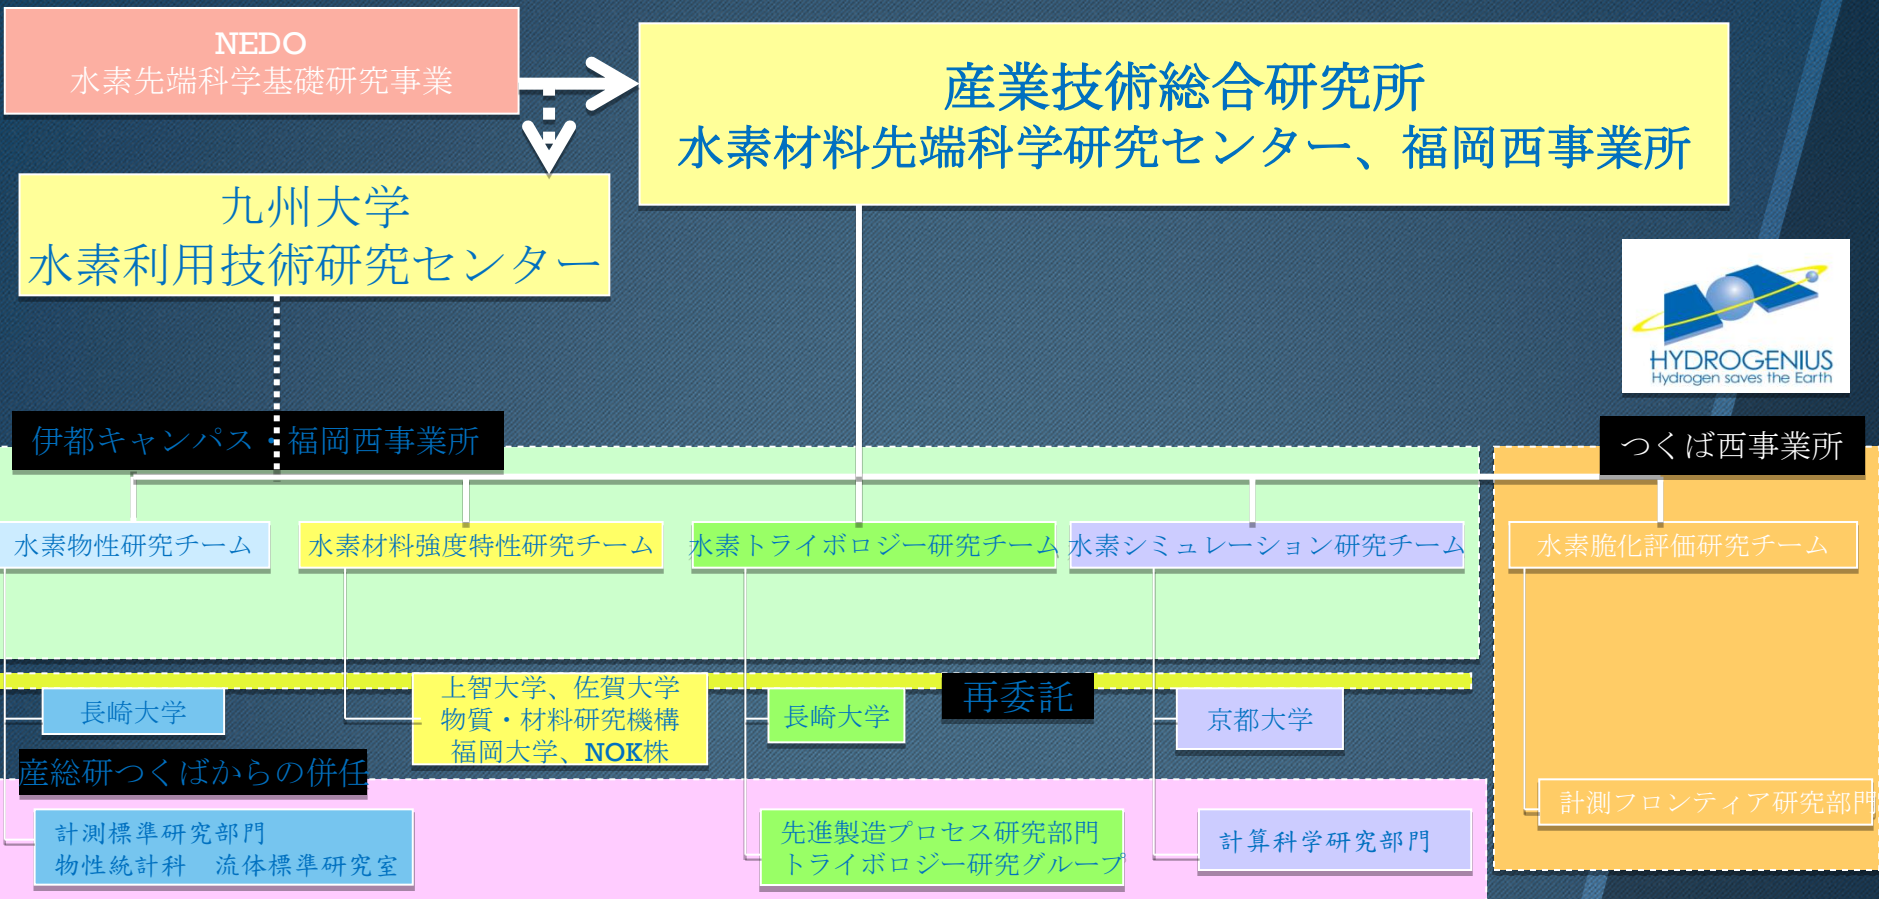 NEDO
水素先端科学基礎研究事業
産業技術総合研究所
水素材料先端科学研究センター、福岡西事業所
九州大学
水素利用技術研究センター
HYDROGENIUS
Hydrogen saves the Earth
伊都キャンパス・福岡西事業所
つくば西事業所
水素物性研究チーム
水素材料強度特性研究チーム
水素トライボロジー研究チーム
水素シミュレーション研究チーム
水素脆化評価研究チーム
長崎大学
上智大学、佐賀大学
物質・材料研究機構
福岡大学、NOK株
長崎大学
再委託
京都大学
産総研つくばからの併任
計測標準研究部門
物性統計科　流体標準研究室
先進製造プロセス研究部門
トライボロジー研究グループ
計算科学研究部門
計測フロンティア研究部門